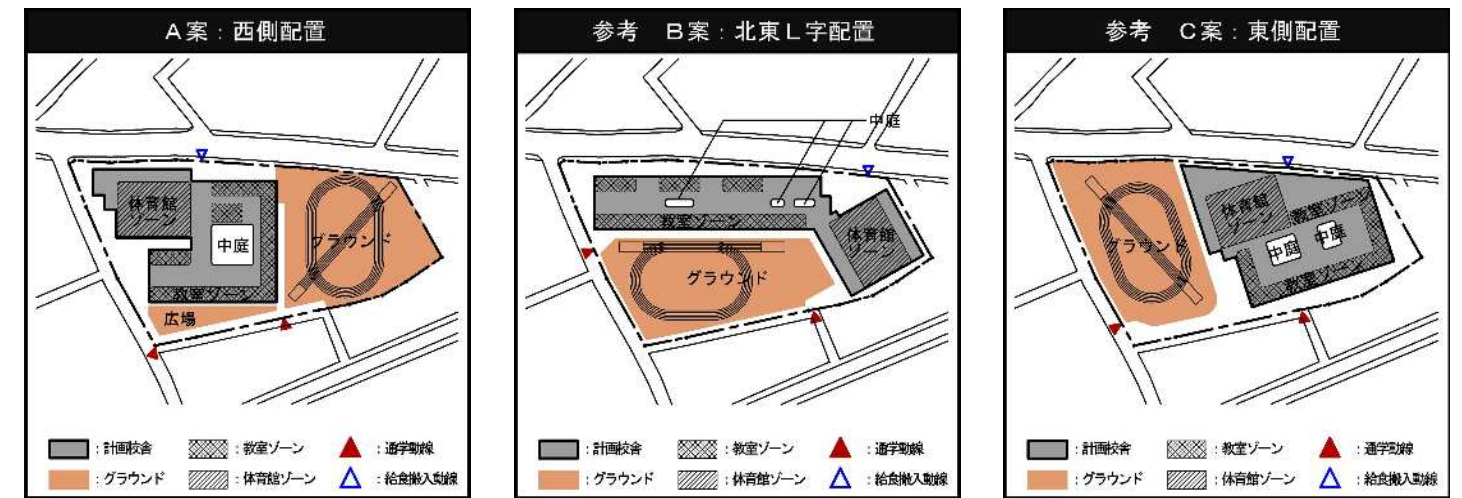 A案：西側配置
体育館
ゾーン
中庭
グラウンド
教室ゾーン
広場
：計画校舎
：教室ゾーン
：通学動線
：グラウンド
：体育館ゾーン
：給食搬入動線
参考　B案：北東L字配置
中庭
教室ゾーン
体育館
ゾーン
グラウンド
：計画校舎
：教室ゾーン
：通学動線
：グラウンド
：体育館ゾーン
：給食搬入動線
参考　C案：東側配置
体育館
ゾーン
教室ゾーン
グラウンド
中庭
中庭
教室ゾーン
：計画校舎
：教室ゾーン
：通学動線
：グラウンド
：体育館ゾーン
：給食搬入動線